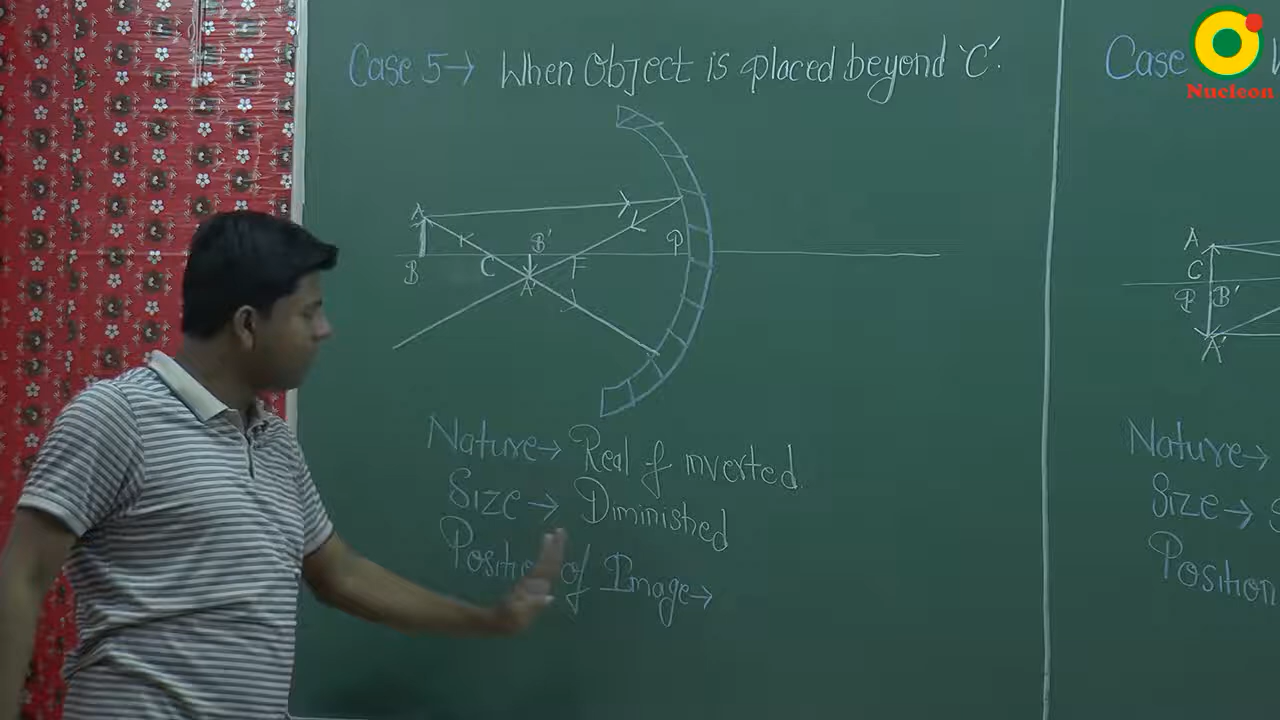 Case 5→ When Object is placed beyond 'C'.
A
B'
P
B
C
F
A'
Nature→ Real & inverted
Size→ Diminished
Position of Image→
Case
Nucleon
A
C
P B'
A'
Nature→
Size→
Position